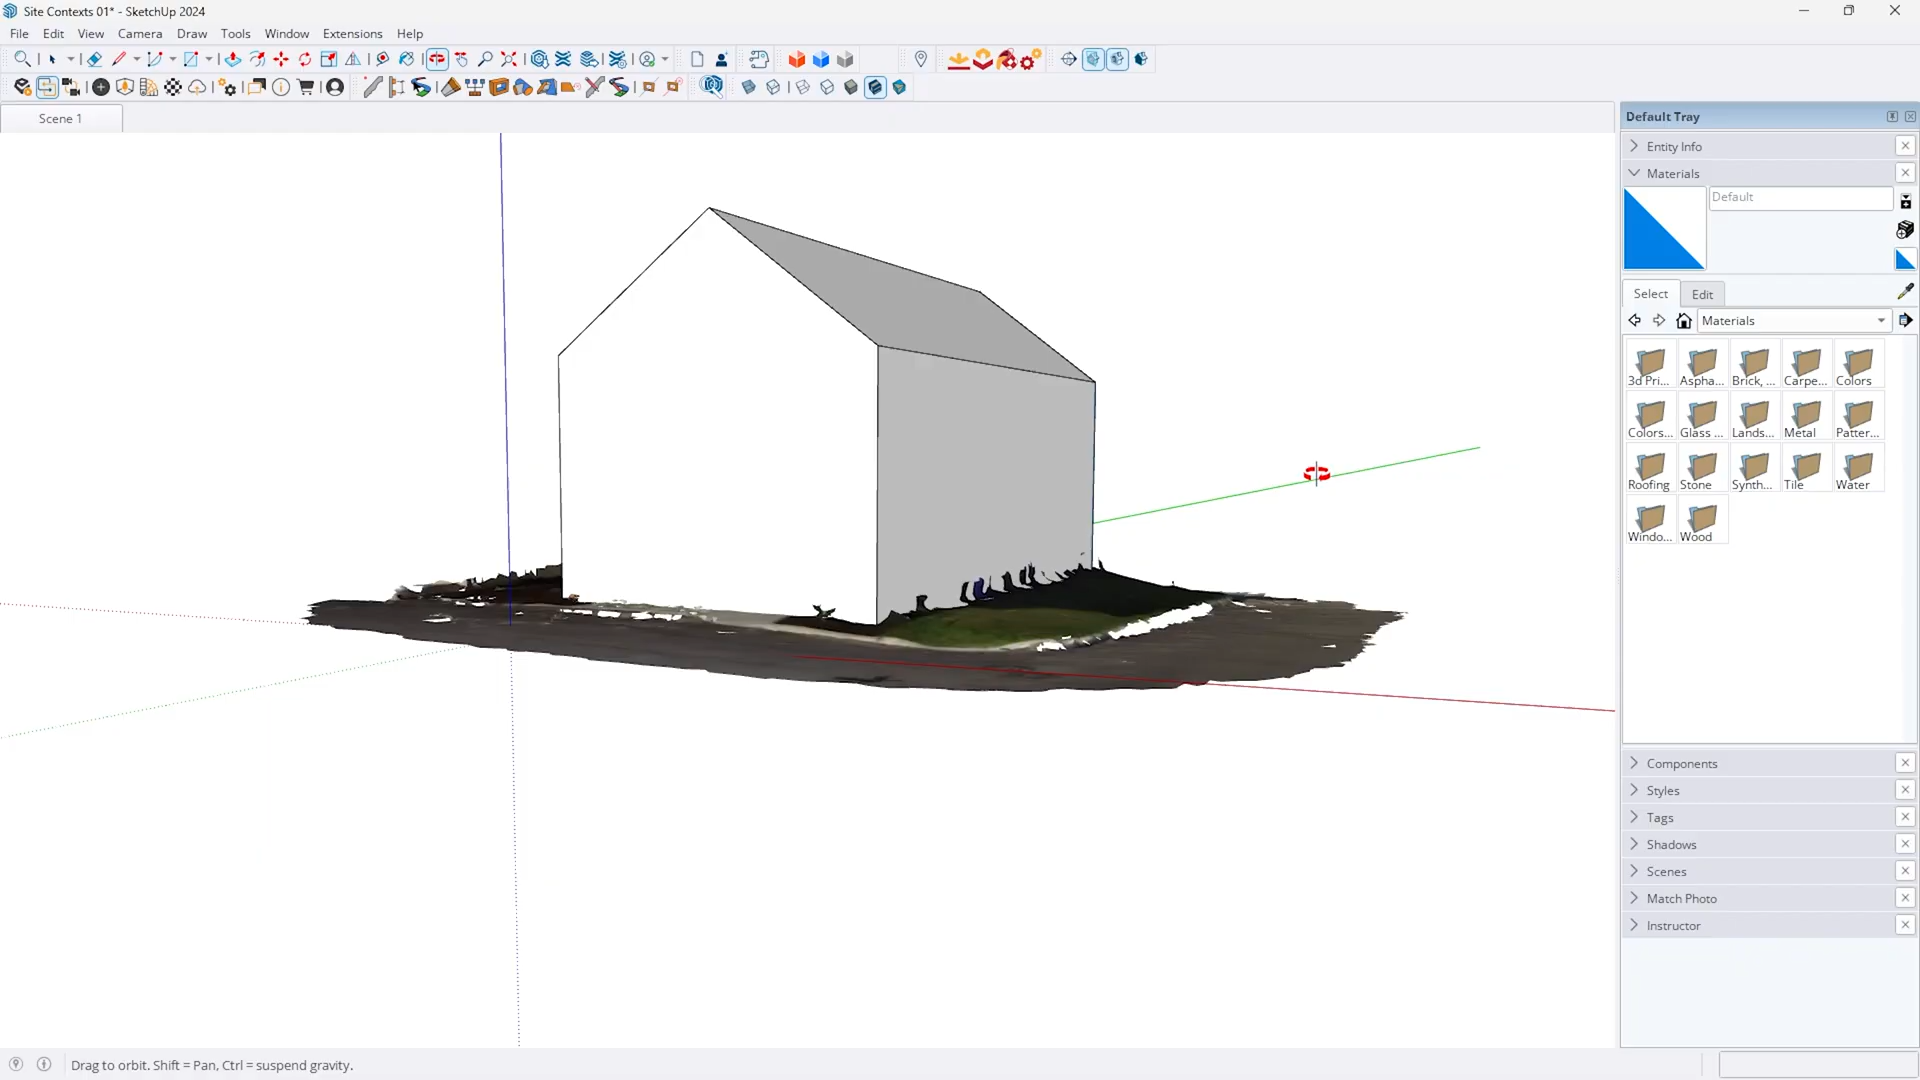 Site Contexts 01* - SketchUp 2024
File Edit View Camera Draw Tools Window Extensions Help
Scene 1
Default Tray
Entity Info
Materials
Default
Select Edit
Materials
3d Pri... Aspha... Brick, ... Carpe... Colors
Colors... Glass ... Lands... Metal Patter...
Roofing Stone Synth... Tile Water
Windo... Wood
Components
Styles
Tags
Shadows
Scenes
Match Photo
Instructor
Drag to orbit. Shift = Pan, Ctrl = suspend gravity.